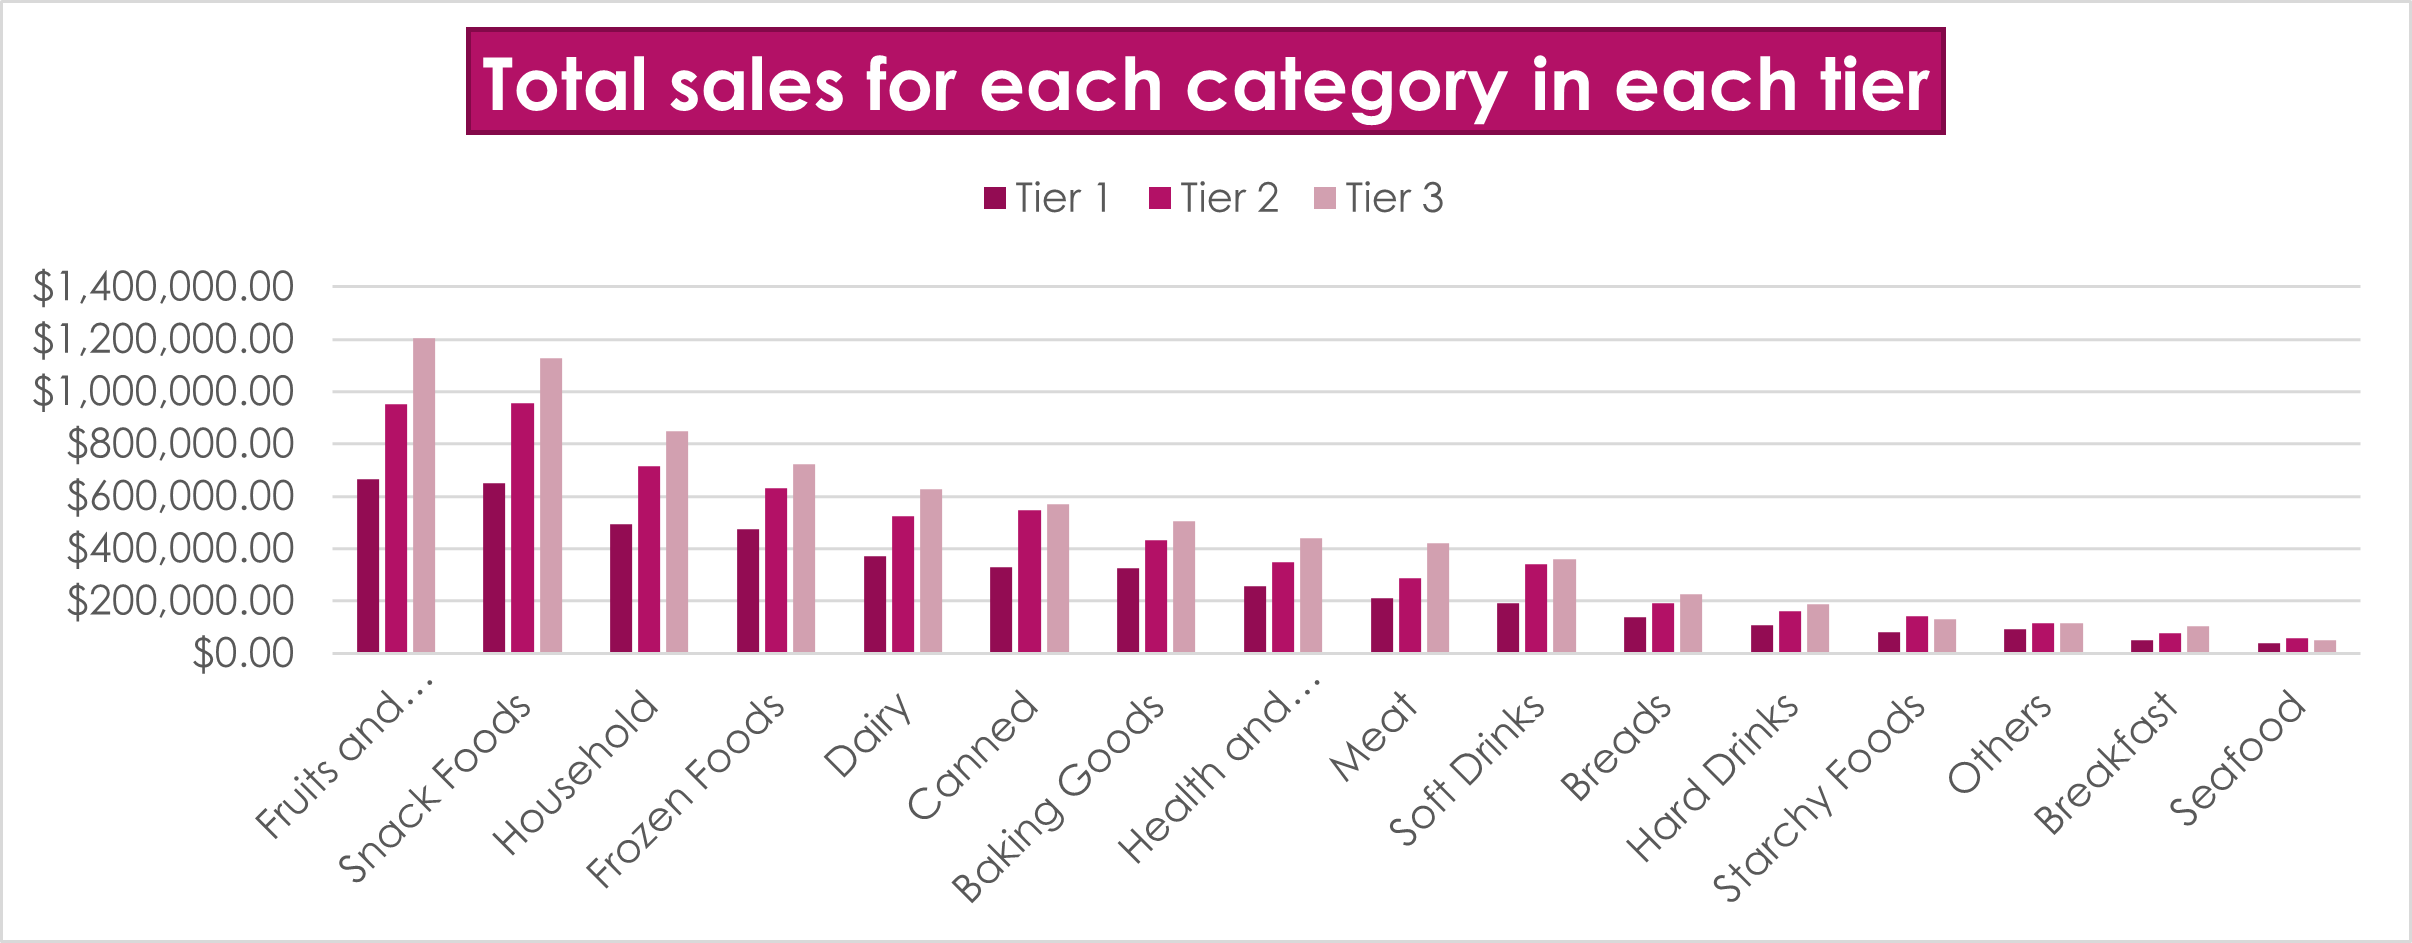 Total sales for each category in each tier
Tier 1 Tier 2 Tier 3
$1,400,000.00
$1,200,000.00
$1,000,000.00
$800,000.00
$600,000.00
$400,000.00
$200,000.00
$0.00
Fruits and...
Snack Foods
Household
Frozen Foods
Dairy
Canned
Baking Goods
Health and...
Meat
Soft Drinks
Breads
Hard Drinks
Starchy Foods
Others
Breakfast
Seafood